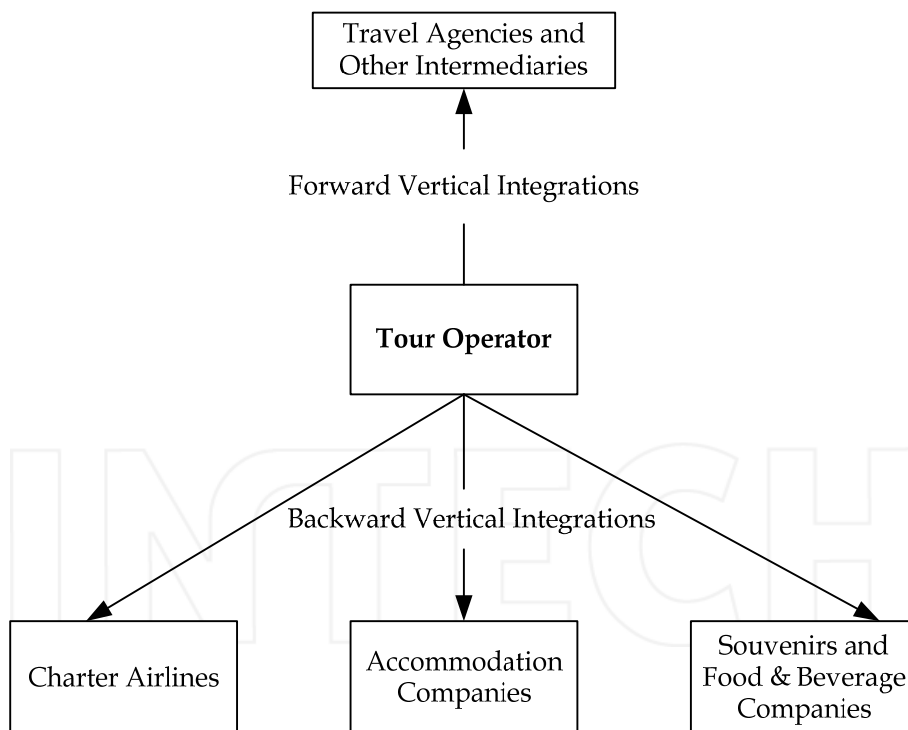 Travel Agencies and
Other Intermediaries
Forward Vertical Integrations
Tour Operator
Backward Vertical Integrations
INTECH
Charter Airlines
Accommodation
Companies
Souvenirs and
Food & Beverage
Companies